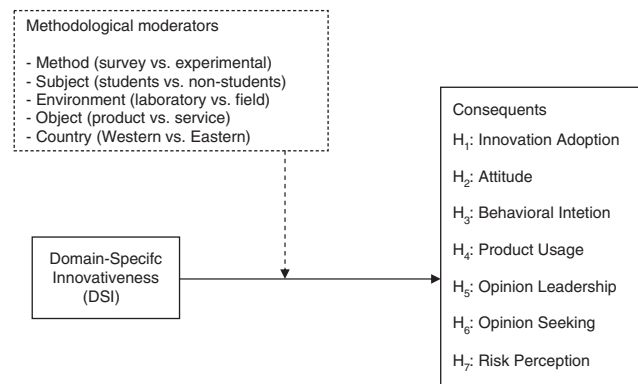 Methodological moderators
- Method (survey vs. experimental)
- Subject (students vs. non-students)
- Environment (laboratory vs. field)
- Object (product vs. service)
- Country (Western vs. Eastern)
Domain-Specifc
Innovativeness
(DSI)
Consequents
H₁: Innovation Adoption
H₂: Attitude
H₃: Behavioral Intetion
H₄: Product Usage
H₅: Opinion Leadership
H₆: Opinion Seeking
H₇: Risk Perception